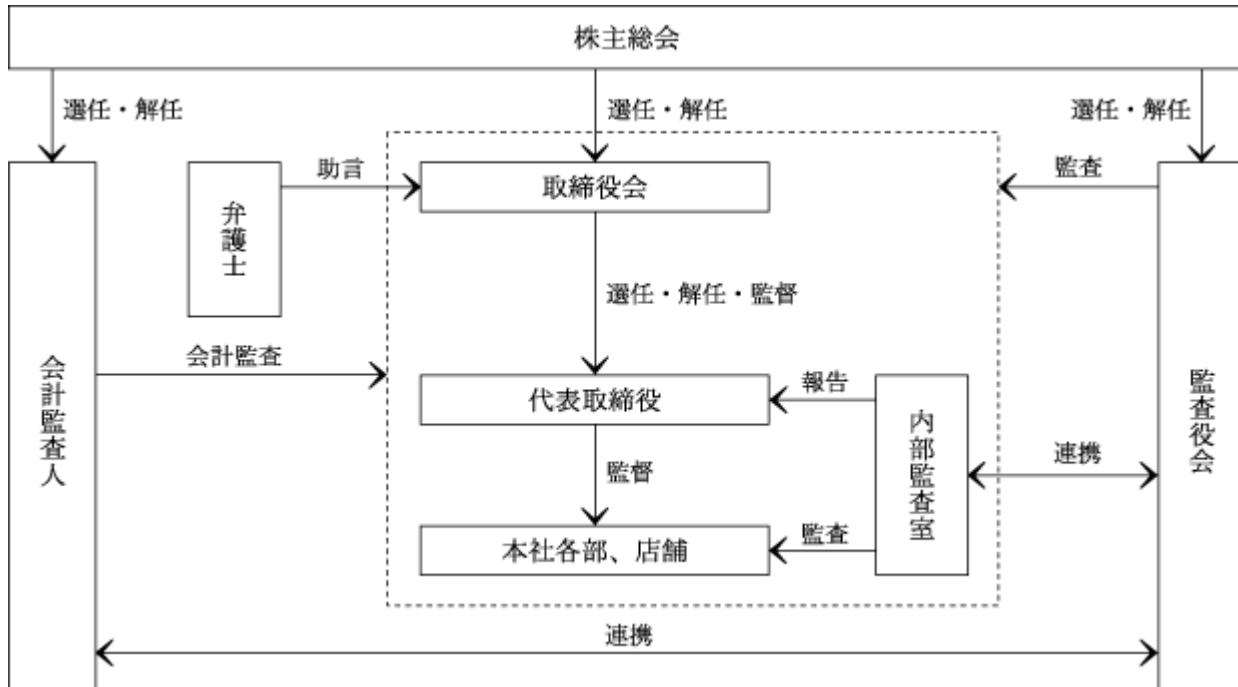 株主総会
選任・解任
選任・解任
選任・解任
助言
取締役会
監査
弁護士
選任・解任・監督
会計監査
会計監査人
代表取締役
報告
内部監査室
監査役会
連携
監督
本社各部、店舗
監査
連携